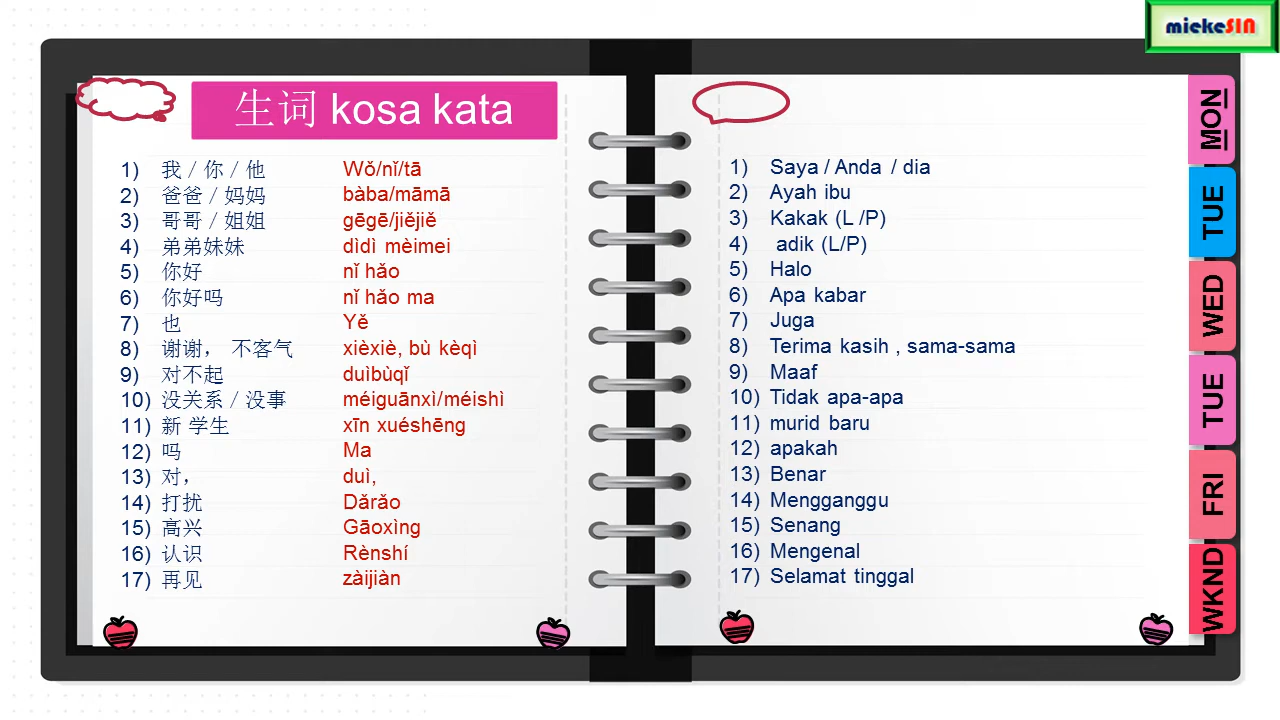 miekeSIN
生词 kosa kata
1) 我 / 你 / 他 Wǒ/nǐ/tā
2) 爸爸 / 妈妈 bàba/māmā
3) 哥哥 / 姐姐 gēgē/jiějiě
4) 弟弟妹妹 dìdì mèimei
5) 你好 nǐ hǎo
6) 你好吗 nǐ hǎo ma
7) 也 Yě
8) 谢谢， 不客气 xièxiè, bù kèqì
9) 对不起 duìbùqǐ
10) 没关系 / 没事 méiguānxì/méishì
11) 新 学生 xīn xuéshēng
12) 吗 Ma
13) 对， duì,
14) 打扰 Dǎrǎo
15) 高兴 Gāoxìng
16) 认识 Rènshí
17) 再见 zàijiàn
1) Saya / Anda / dia
2) Ayah ibu
3) Kakak (L /P)
4) adik (L/P)
5) Halo
6) Apa kabar
7) Juga
8) Terima kasih , sama-sama
9) Maaf
10) Tidak apa-apa
11) murid baru
12) apakah
13) Benar
14) Mengganggu
15) Senang
16) Mengenal
17) Selamat tinggal
MON
TUE
WED
TUE
FRI
WKND